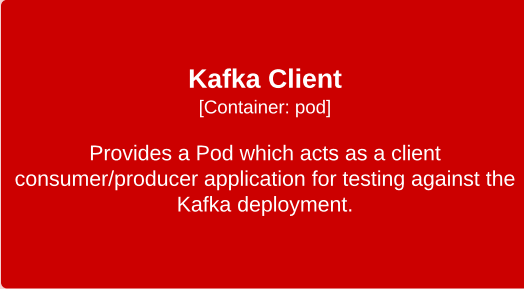 Kafka Client
[Container: pod]
Provides a Pod which acts as a client
consumer/producer application for testing against the
Kafka deployment.